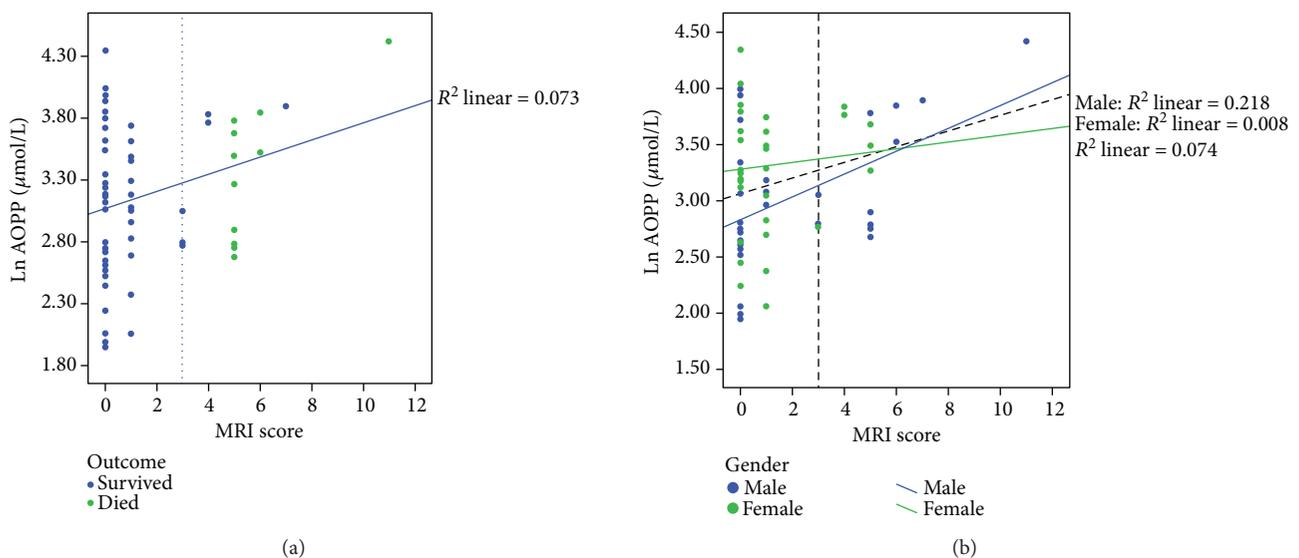 4.30
3.80
3.30
2.80
2.30
1.80
Ln AOPP (μmol/L)
0 2 4 6 8 10 12
MRI score
R² linear = 0.073
Outcome
Survived
Died
(a)
4.50
4.00
3.50
3.00
2.50
2.00
1.50
Ln AOPP (μmol/L)
0 2 4 6 8 10 12
MRI score
Male: R² linear = 0.218
Female: R² linear = 0.008
R² linear = 0.074
Gender
Male Male
Female Female
(b)